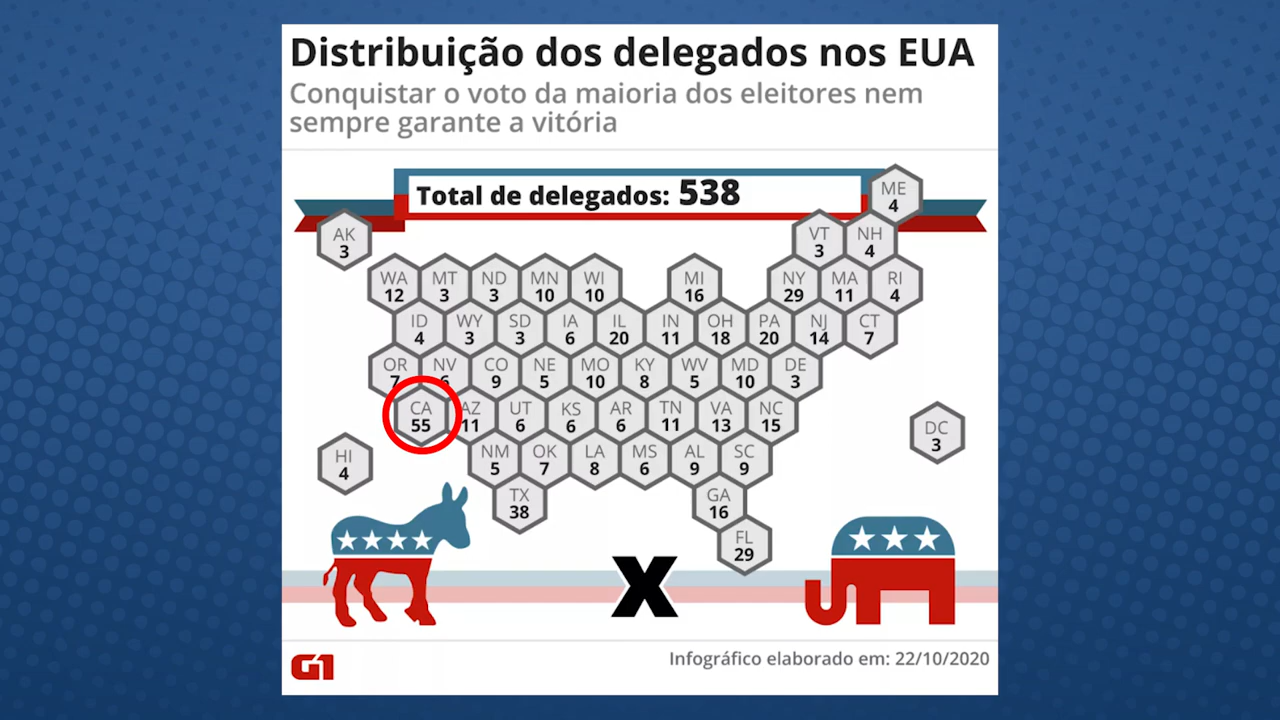 Distribuição dos delegados nos EUA
Conquistar o voto da maioria dos eleitores nem
sempre garante a vitória
Total de delegados: 538
ME
4
AK
3
VT
3
NH
4
WA
12
MT
3
ND
3
MN
10
WI
10
MI
16
NY
29
MA
11
RI
4
ID
4
WY
3
SD
3
IA
6
IL
20
IN
11
OH
18
PA
20
NJ
14
CT
7
OR
7
NV
6
CO
9
NE
5
MO
10
KY
8
WV
5
MD
10
DE
3
CA
55
AZ
11
UT
6
KS
6
AR
6
TN
11
VA
13
NC
15
DC
3
HI
4
NM
5
OK
7
LA
8
MS
6
AL
9
SC
9
TX
38
GA
16
FL
29
X
G1
Infográfico elaborado em: 22/10/2020